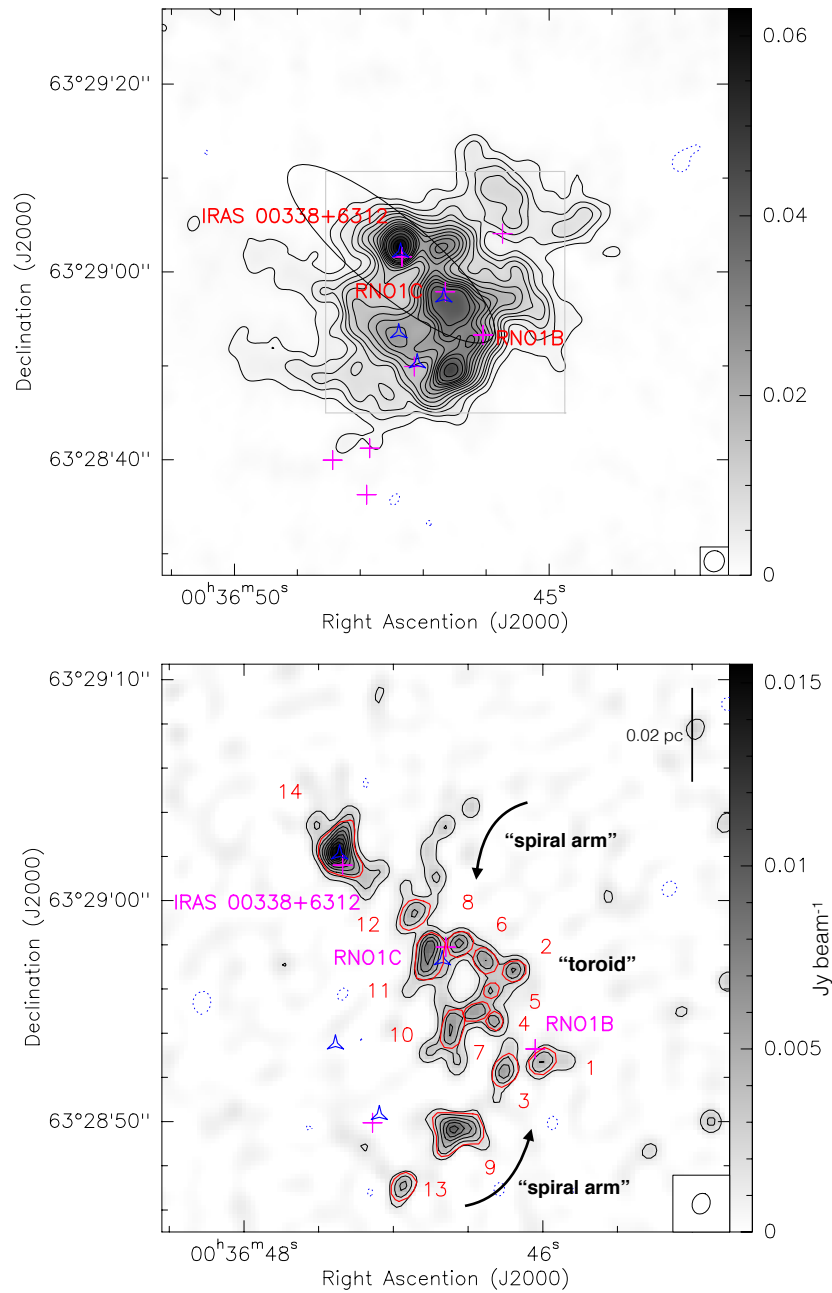 0.06
63°29'20''
IRAS 00338+6312
0.04
63°29'00''
RNO1C
RNO1B
Declination (J2000)
0.02
63°28'40''
0
00ʰ36ᵐ50ˢ
45ˢ
Right Ascension (J2000)
63°29'10''
0.015
0.02 pc
14
“spiral arm”
63°29'00''
IRAS 00338+6312
8
12
6
0.010
RNO1C
2
“toroid”
11
5
RNO1B
4
10
7
1
Declination (J2000)
Jy beam⁻¹
0.005
3
63°28'50''
9
13
“spiral arm”
0
00ʰ36ᵐ48ˢ
46ˢ
Right Ascension (J2000)